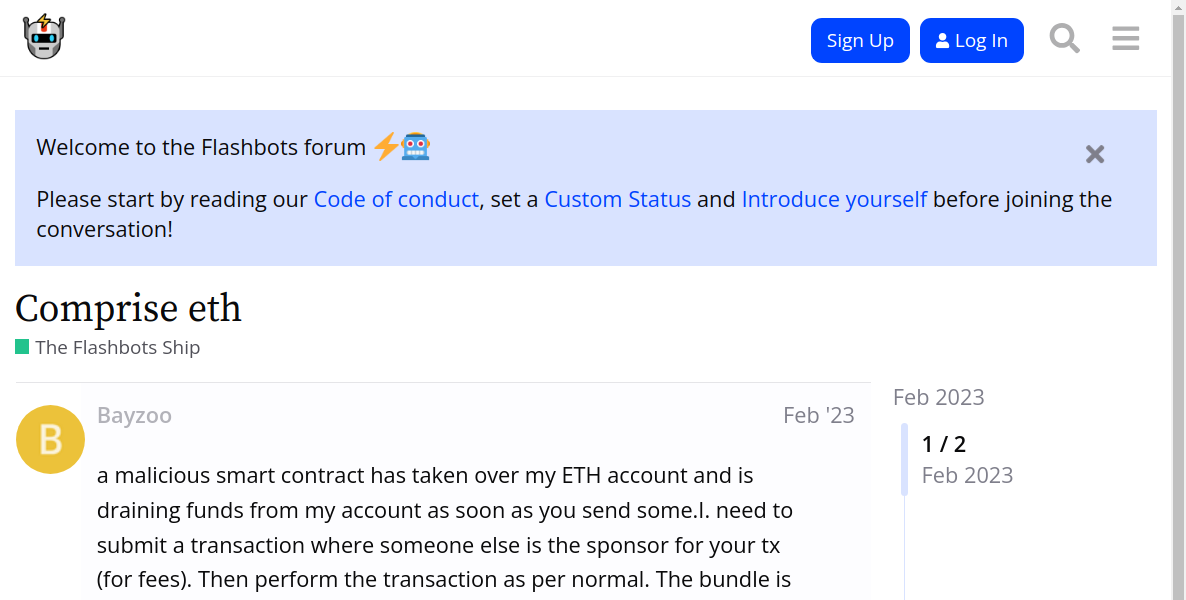 Sign Up
Log In
Welcome to the Flashbots forum
Please start by reading our Code of conduct, set a Custom Status and Introduce yourself before joining the
conversation!
Comprise eth
The Flashbots Ship
B
Bayzoo
Feb '23
a malicious smart contract has taken over my ETH account and is
draining funds from my account as soon as you send some.I. need to
submit a transaction where someone else is the sponsor for your tx
(for fees). Then perform the transaction as per normal. The bundle is
Feb 2023
1 / 2
Feb 2023